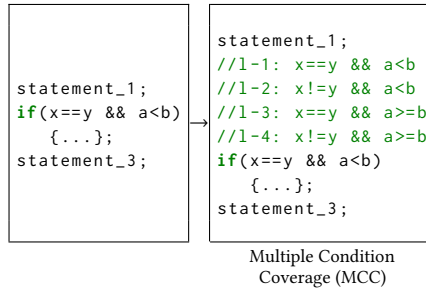 statement_1;
if(x==y && a<b)
{...};
statement_3;
→
statement_1;
//l-1: x==y && a<b
//l-2: x!=y && a<b
//l-3: x==y && a>=b
//l-4: x!=y && a>=b
if(x==y && a<b)
{...};
statement_3;
Multiple Condition
Coverage (MCC)